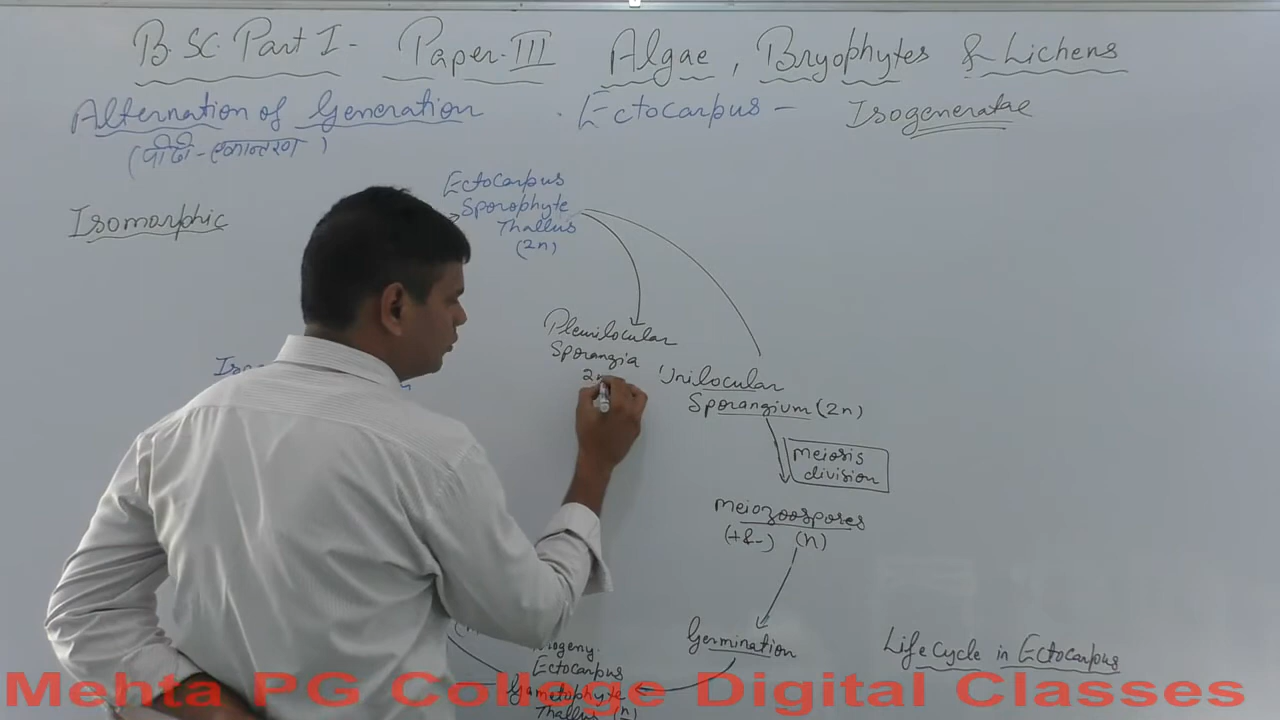 B.Sc. Part I - Paper-III Algae, Bryophytes & Lichens
Alternation of Generation . Ectocarpus - Isogeneratae
(पीढी-एकान्तरण)
Isomorphic
Ectocarpus
Sporophyte
Thallus
(2n)
Pleurilocular
Sporangia
2n
Unilocular
Sporangium (2n)
meiosis
division
meiozoospores
(+&-) (n)
Germination
Ectocarpus
Gametophyte
Thallus (n)
Life Cycle in Ectocarpus
Mehta PG College Digital Classes